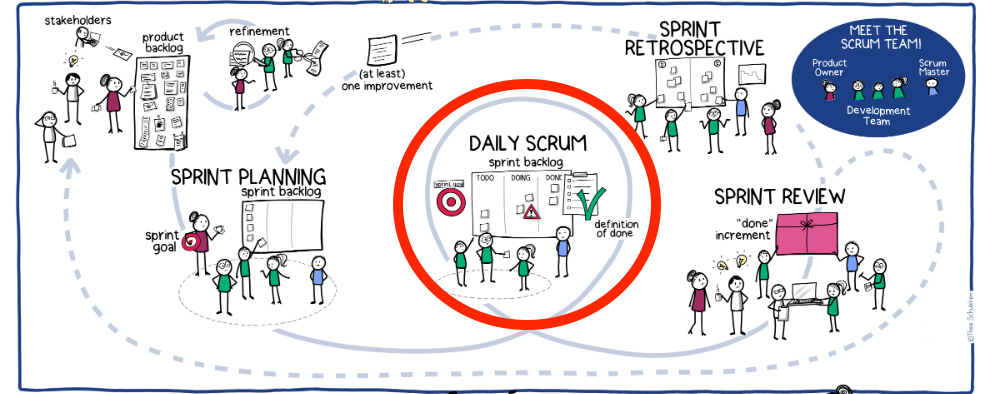 stakeholders
product
backlog
refinement
(at least)
one improvement
SPRINT
RETROSPECTIVE
MEET THE
SCRUM TEAM!
Product
Owner
Scrum
Master
Development
Team
SPRINT PLANNING
sprint backlog
sprint
goal
DAILY SCRUM
sprint backlog
sprint goal
TODO
DOING
DONE
definition
of done
SPRINT REVIEW
"done"
increment
©Thea Schukken